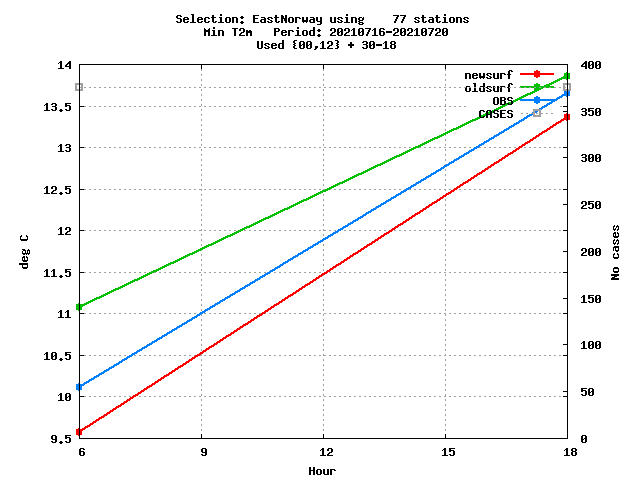 Selection: EastNorway using    77 stations
Min T2m   Period: 20210716-20210720
Used {00,12} + 30-18
newsurf
oldsurf
OBS
CASES
14
13.5
13
12.5
12
11.5
11
10.5
10
9.5
deg C
400
350
300
250
200
150
100
50
0
No cases
6 9 12 15 18
Hour